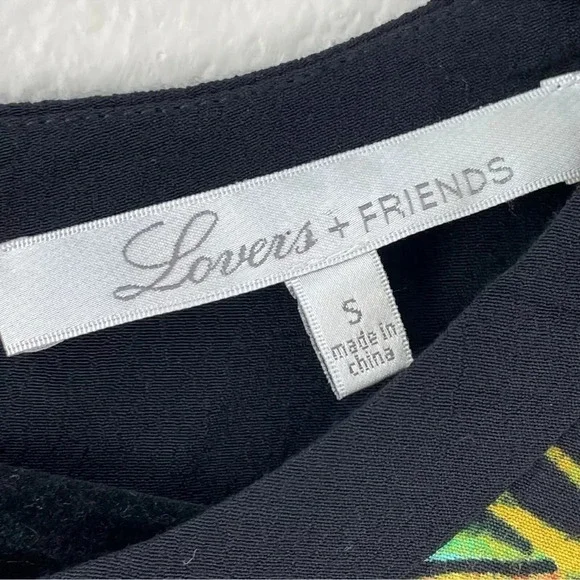 Lovers + FRIENDS
S
made in
china